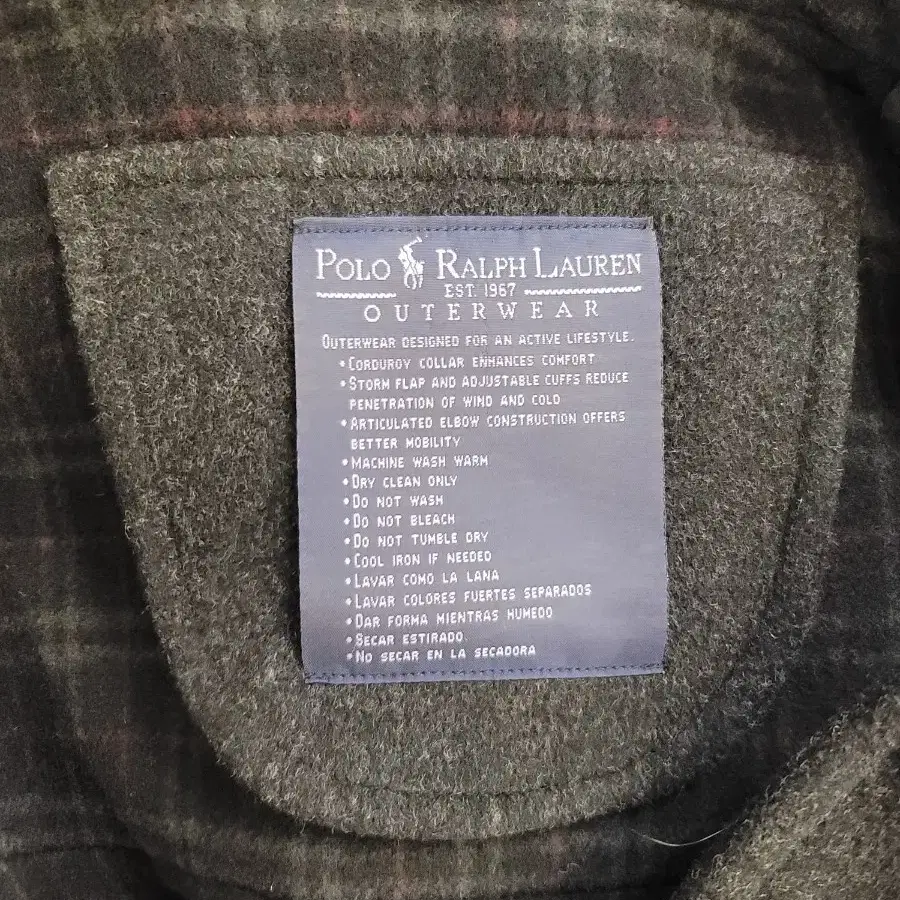 POLO RALPH LAUREN
EST. 1967
OUTERWEAR
OUTERWEAR DESIGNED FOR AN ACTIVE LIFESTYLE.
•CORDUROY COLLAR ENHANCES COMFORT
•STORM FLAP AND ADJUSTABLE CUFFS REDUCE
PENETRATION OF WIND AND COLD
•ARTICULATED ELBOW CONSTRUCTION OFFERS
BETTER MOBILITY
•MACHINE WASH WARM
•DRY CLEAN ONLY
•DO NOT WASH
•DO NOT BLEACH
•DO NOT TUMBLE DRY
•COOL IRON IF NEEDED
•LAVAR COMO LA LANA
•LAVAR COLORES FUERTES SEPARADOS
•DAR FORMA MIENTRAS HUMEDO
•SECAR ESTIRADO
•NO SECAR EN LA SECADORA